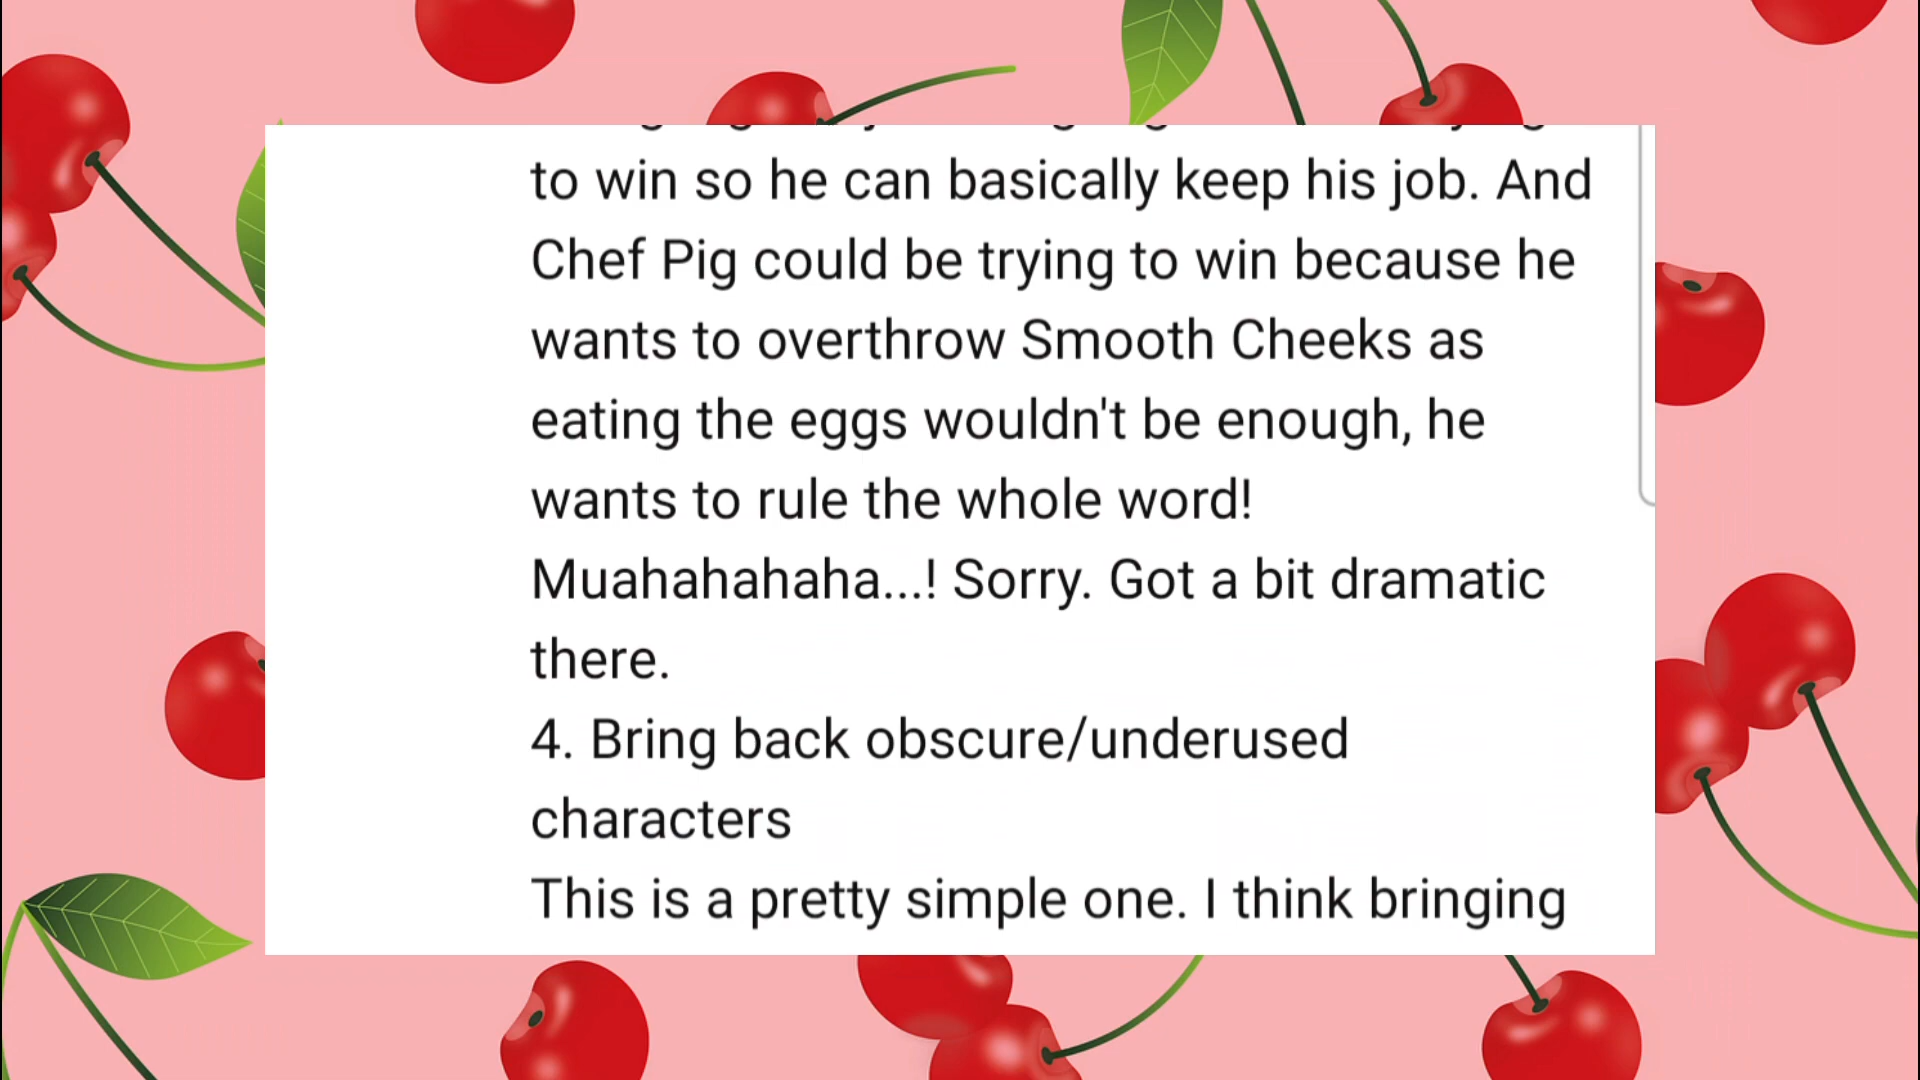 to win so he can basically keep his job. And
Chef Pig could be trying to win because he
wants to overthrow Smooth Cheeks as
eating the eggs wouldn't be enough, he
wants to rule the whole word!
Muahahahaha...! Sorry. Got a bit dramatic
there.
4. Bring back obscure/underused
characters
This is a pretty simple one. I think bringing